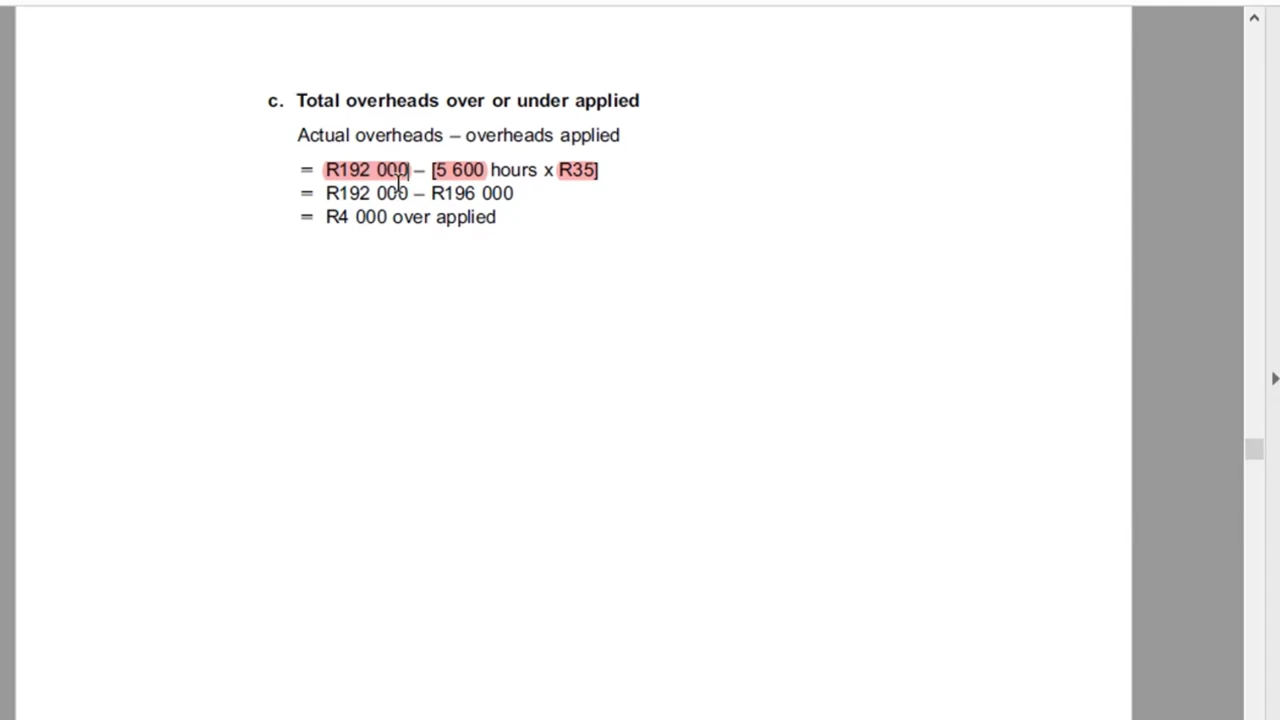 c. Total overheads over or under applied
Actual overheads – overheads applied
= R192 000 – [5 600 hours x R35]
= R192 000 – R196 000
= R4 000 over applied